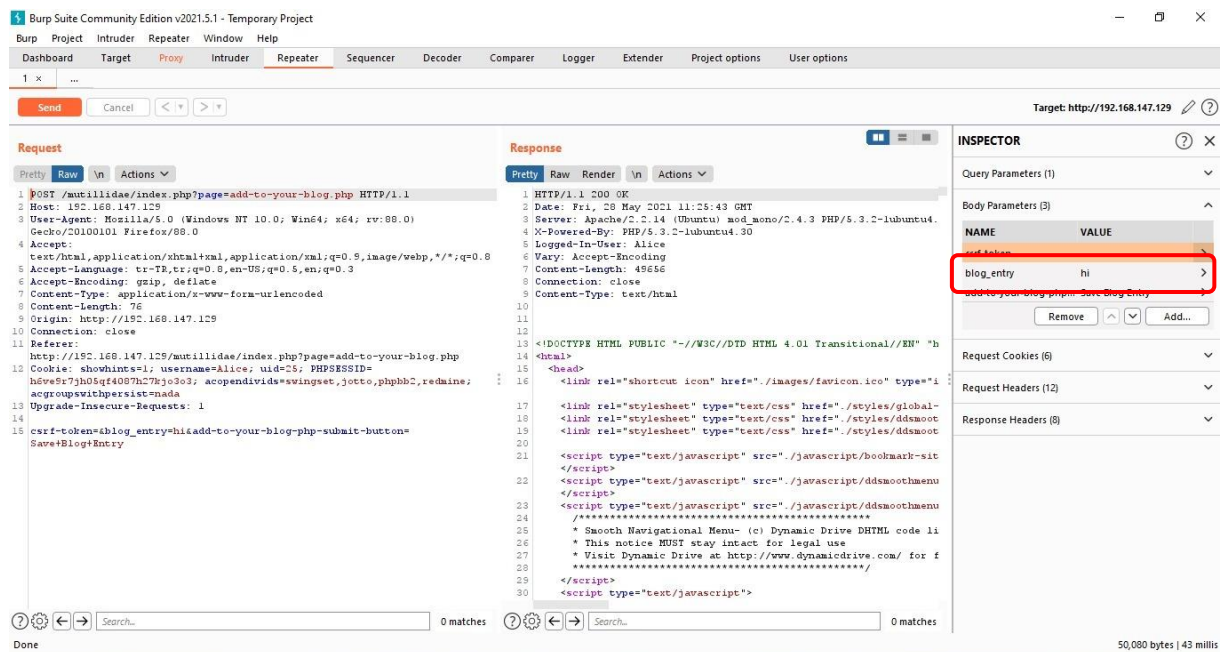 Burp Suite Community Edition v2021.5.1 - Temporary Project
Burp Project Intruder Repeater Window Help
Dashboard Target Proxy Intruder Repeater Sequencer Decoder Comparer Logger Extender Project options User options
1 × ...
Send Cancel < > Target: http://192.168.147.129
Request
Pretty Raw \n Actions
1 POST /mutillidae/index.php?page=add-to-your-blog.php HTTP/1.1
2 Host: 192.168.147.129
3 User-Agent: Mozilla/5.0 (Windows NT 10.0; Win64; x64; rv:88.0)
Gecko/20100101 Firefox/88.0
4 Accept:
text/html,application/xhtml+xml,application/xml;q=0.9,image/webp,*/*;q=0.8
5 Accept-Language: tr-TR,tr;q=0.8,en-US;q=0.5,en;q=0.3
6 Accept-Encoding: gzip, deflate
7 Content-Type: application/x-www-form-urlencoded
8 Content-Length: 76
9 Origin: http://192.168.147.129
10 Connection: close
11 Referer:
http://192.168.147.129/mutillidae/index.php?page=add-to-your-blog.php
12 Cookie: showhints=1; username=Alice; uid=25; PHPSESSID=
h6ve9r7jh05qf4087h27kjo3o3; acopendivids=swingset,jotto,phpbb2,redmine;
acgroupswithpersist=nada
13 Upgrade-Insecure-Requests: 1
14
15 csrf-token=&blog_entry=hi&add-to-your-blog-php-submit-button=
Save+Blog+Entry
Search... 0 matches
Response
Pretty Raw Render \n Actions
1 HTTP/1.1 200 OK
2 Date: Fri, 28 May 2021 11:25:43 GMT
3 Server: Apache/2.2.14 (Ubuntu) mod_mono/2.4.3 PHP/5.3.2-1ubuntu4.
4 X-Powered-By: PHP/5.3.2-1ubuntu4.30
5 Logged-In-User: Alice
6 Vary: Accept-Encoding
7 Content-Length: 49656
8 Connection: close
9 Content-Type: text/html
10
11
12
13 <!DOCTYPE HTML PUBLIC "-//W3C//DTD HTML 4.01 Transitional//EN" "h
14 <html>
15 <head>
16 <link rel="shortcut icon" href="./images/favicon.ico" type="i
17 <link rel="stylesheet" type="text/css" href="./styles/global-
18 <link rel="stylesheet" type="text/css" href="./styles/ddsmoot
19 <link rel="stylesheet" type="text/css" href="./styles/ddsmoot
20
21 <script type="text/javascript" src="./javascript/bookmark-sit
</script>
22 <script type="text/javascript" src="./javascript/ddsmoothmenu
</script>
23 <script type="text/javascript" src="./javascript/ddsmoothmenu
24 /***********************************************
25 * Smooth Navigational Menu- (c) Dynamic Drive DHTML code li
26 * This notice MUST stay intact for legal use
27 * Visit Dynamic Drive at http://www.dynamicdrive.com/ for f
28 ***********************************************/
29 </script>
30 <script type="text/javascript">
Search... 0 matches
INSPECTOR
Query Parameters (1)
Body Parameters (3)
NAME VALUE
csrf-token
blog_entry hi
add-to-your-blog-php... Save Blog Entry
Remove Add...
Request Cookies (6)
Request Headers (12)
Response Headers (8)
Done 50,080 bytes | 43 millis